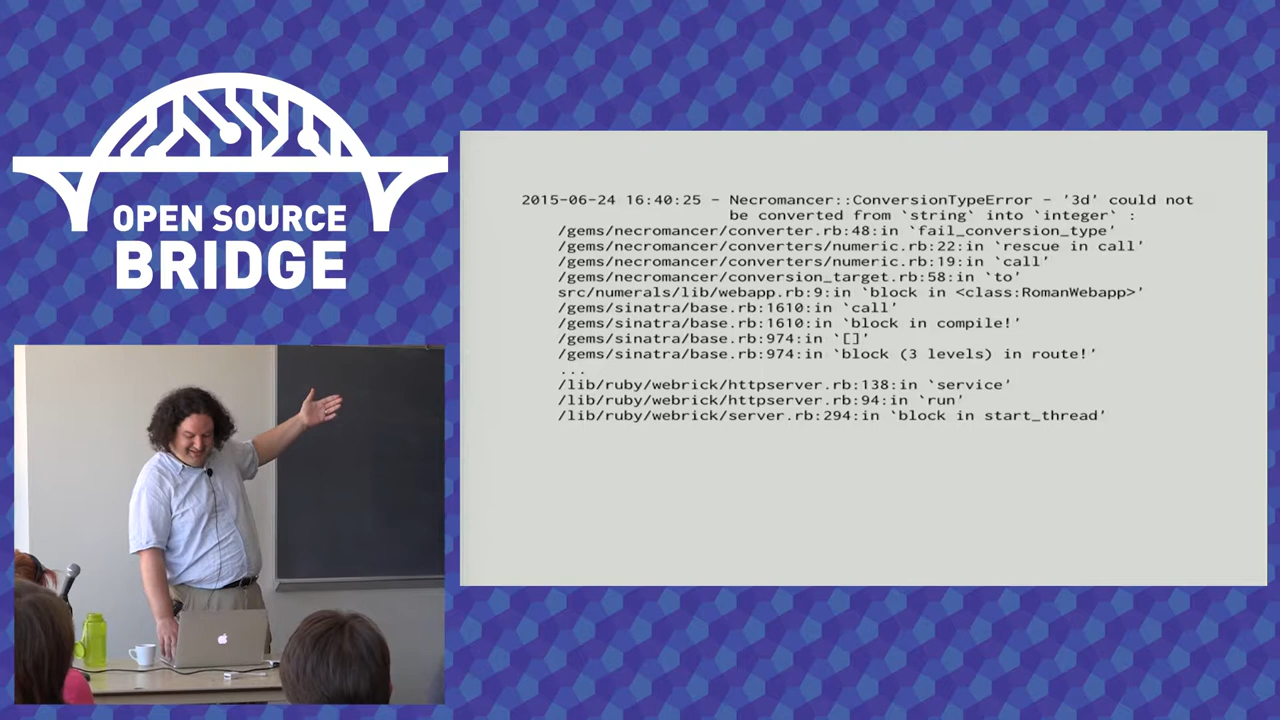 OPEN SOURCE
BRIDGE
2015-06-24 16:40:25 - Necromancer::ConversionTypeError - '3d' could not
be converted from `string` into `integer` :
/gems/necromancer/converter.rb:48:in `fail_conversion_type'
/gems/necromancer/converters/numeric.rb:22:in `rescue in call'
/gems/necromancer/converters/numeric.rb:19:in `call'
/gems/necromancer/conversion_target.rb:58:in `to'
src/numerals/lib/webapp.rb:9:in `block in <class:RomanWebapp>'
/gems/sinatra/base.rb:1610:in `call'
/gems/sinatra/base.rb:1610:in `block in compile!'
/gems/sinatra/base.rb:974:in `[]'
/gems/sinatra/base.rb:974:in `block (3 levels) in route!'
...
/lib/ruby/webrick/httpserver.rb:138:in `service'
/lib/ruby/webrick/httpserver.rb:94:in `run'
/lib/ruby/webrick/server.rb:294:in `block in start_thread'